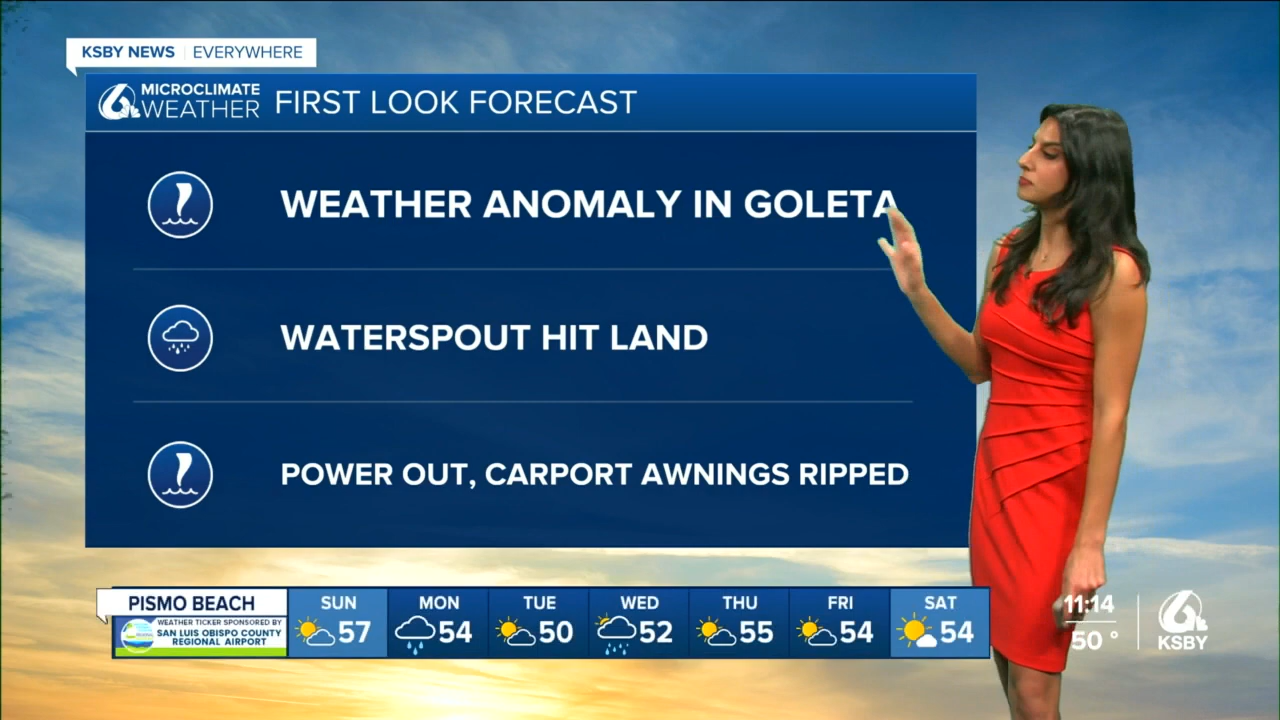 KSBY NEWS EVERYWHERE
6 MICROCLIMATE
WEATHER
FIRST LOOK FORECAST
WEATHER ANOMALY IN GOLETA
WATERSPOUT HIT LAND
POWER OUT, CARPORT AWNINGS RIPPED
PISMO BEACH
WEATHER TICKER SPONSORED BY
SAN LUIS OBISPO COUNTY
REGIONAL AIRPORT
SUN
57
MON
54
TUE
50
WED
52
THU
55
FRI
54
SAT
54
11:14
50 °
6
KSBY